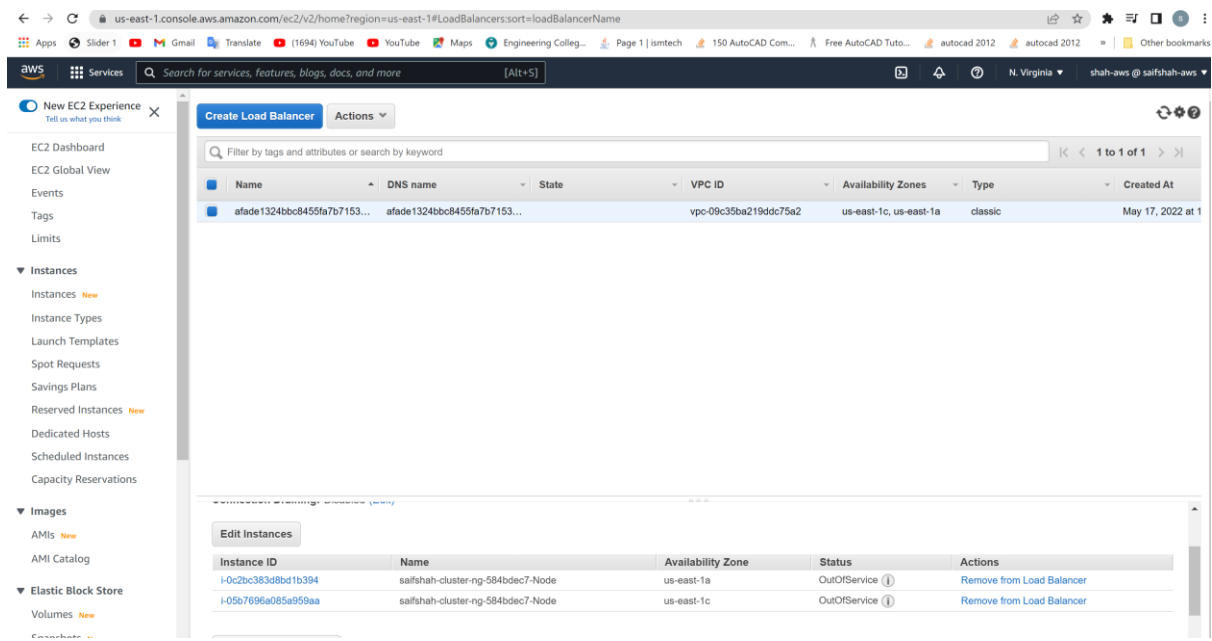 us-east-1.console.aws.amazon.com/ec2/v2/home?region=us-east-1#LoadBalancers:sort=loadBalancerName
Apps Slider 1 Gmail Translate (1694) YouTube YouTube Maps Engineering Colleg... Page 1 | ismtech 150 AutoCAD Com... Free AutoCAD Tuto... autocad 2012 autocad 2012 » Other bookmarks
aws Services Search for services, features, blogs, docs, and more [Alt+S] N. Virginia shah-aws @ saifshah-aws
New EC2 Experience
Tell us what you think
EC2 Dashboard
EC2 Global View
Events
Tags
Limits
Instances
Instances New
Instance Types
Launch Templates
Spot Requests
Savings Plans
Reserved Instances New
Dedicated Hosts
Scheduled Instances
Capacity Reservations
Images
AMIs New
AMI Catalog
Elastic Block Store
Volumes New
Snapshots
Create Load Balancer Actions
Filter by tags and attributes or search by keyword 1 to 1 of 1
Name DNS name State VPC ID Availability Zones Type Created At
afade1324bbc8455fa7b7153... afade1324bbc8455fa7b7153... vpc-09c35ba219ddc75a2 us-east-1c, us-east-1a classic May 17, 2022 at 1
Connection Draining: Disabled (Edit)
Edit Instances
Instance ID Name Availability Zone Status Actions
i-0c2bc383d8bd1b394 saifshah-cluster-ng-584bdec7-Node us-east-1a OutOfService i Remove from Load Balancer
i-05b7696a085a959aa saifshah-cluster-ng-584bdec7-Node us-east-1c OutOfService i Remove from Load Balancer